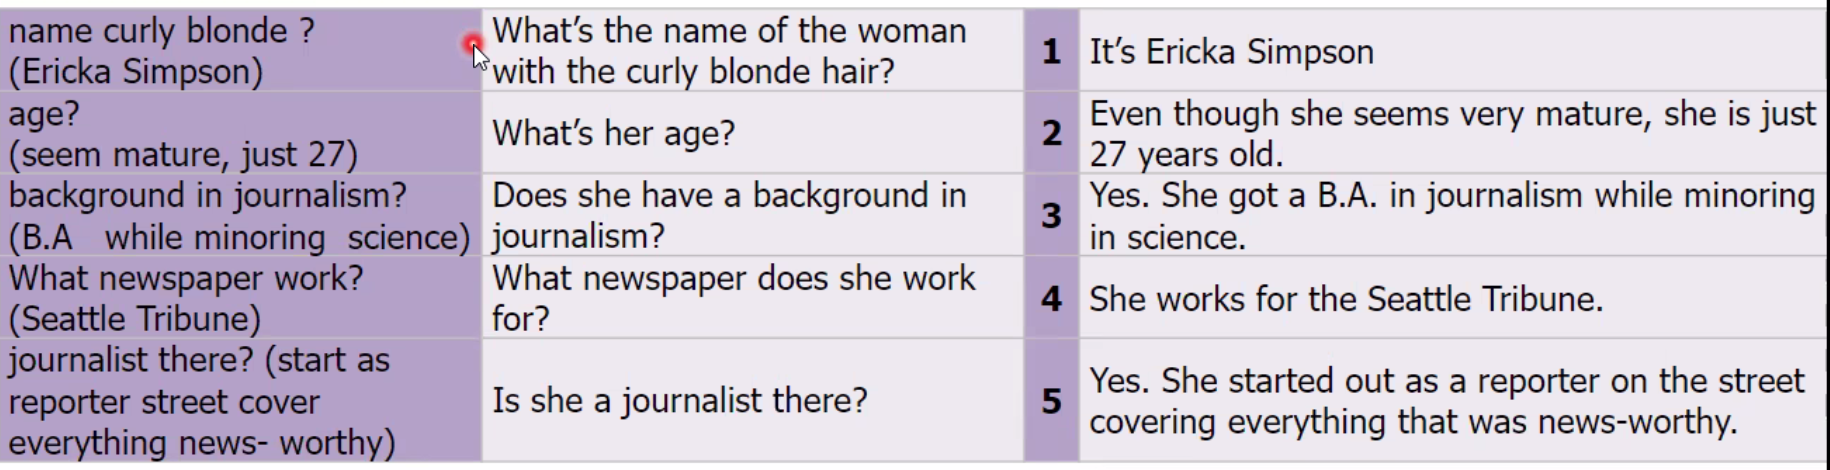 name curly blonde ?
(Ericka Simpson)
What's the name of the woman
with the curly blonde hair?
1
It's Ericka Simpson
age?
(seem mature, just 27)
What's her age?
2
Even though she seems very mature, she is just
27 years old.
background in journalism?
(B.A while minoring science)
Does she have a background in
journalism?
3
Yes. She got a B.A. in journalism while minoring
in science.
What newspaper work?
(Seattle Tribune)
What newspaper does she work
for?
4
She works for the Seattle Tribune.
journalist there? (start as
reporter street cover
everything news- worthy)
Is she a journalist there?
5
Yes. She started out as a reporter on the street
covering everything that was news-worthy.